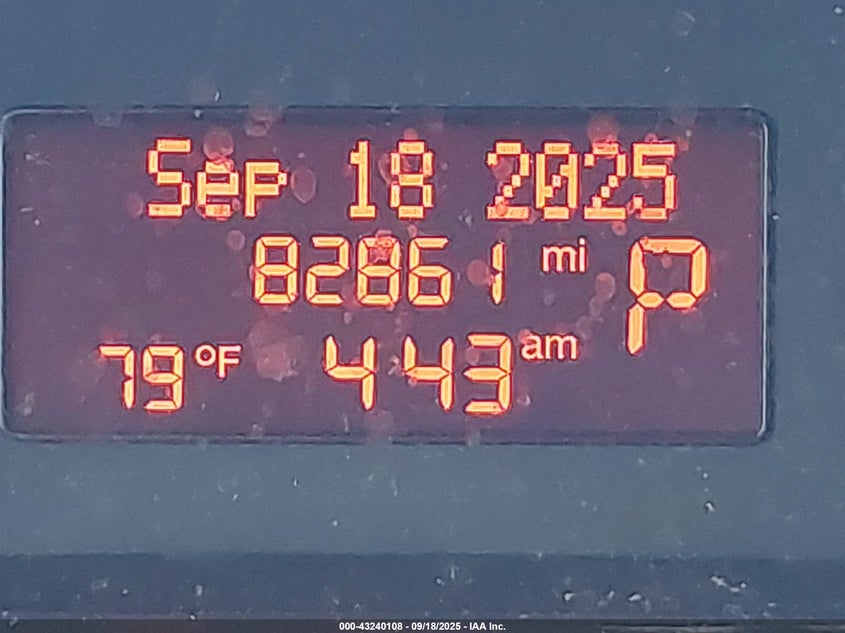 Sep 18 2025
82861 mi P
79°F 443 am
000-43240108 - 09/18/2025 - IAA Inc.